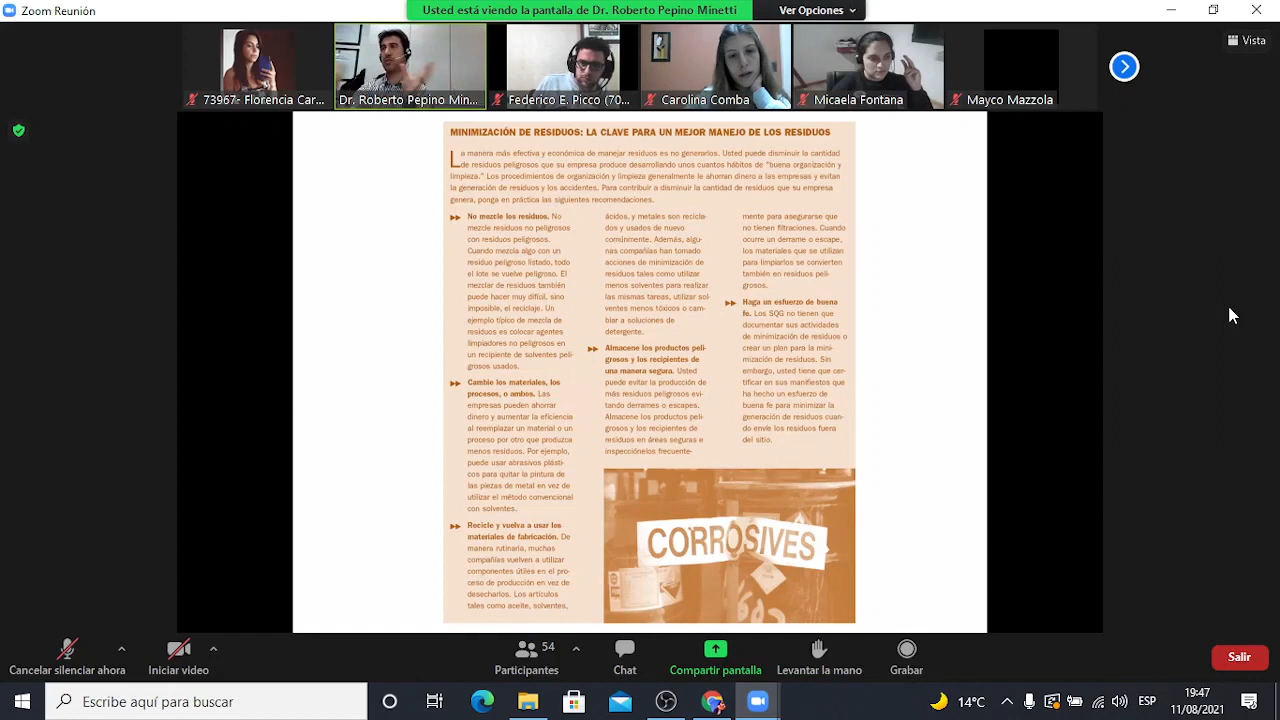 Zoom Reunión
Usted está viendo la pantalla de Dr. Roberto Pepino Minetti
Ver Opciones
Vista
73967- Florencia Car...
Dr. Roberto Pepino Min...
Federico E. Picco (70...
Carolina Comba
Micaela Fontana
Mayco Mazzola
MINIMIZACIÓN DE RESIDUOS: LA CLAVE PARA UN MEJOR MANEJO DE LOS RESIDUOS
La manera más efectiva y económica de manejar residuos es no generarlos. Usted puede disminuir la cantidad
de residuos peligrosos que su empresa produce desarrollando unos cuantos hábitos de "buena organización y
limpieza." Los procedimientos de organización y limpieza generalmente le ahorran dinero a las empresas y evitan
la generación de residuos y los accidentes. Para contribuir a disminuir la cantidad de residuos que su empresa
genera, ponga en práctica las siguientes recomendaciones.
No mezcle los residuos. No
mezcle residuos no peligrosos
con residuos peligrosos.
Cuando mezcla algo con un
residuo peligroso listado, todo
el lote se vuelve peligroso. El
mezclar de residuos también
puede hacer muy difícil, sino
imposible, el reciclaje. Un
ejemplo típico de mezcla de
residuos es colocar agentes
limpiadores no peligrosos en
un recipiente de solventes peli-
grosos usados.
Cambie los materiales, los
procesos, o ambos. Las
empresas pueden ahorrar
dinero y aumentar la eficiencia
al reemplazar un material o un
proceso por otro que produzca
menos residuos. Por ejemplo,
puede usar abrasivos plásti-
cos para quitar la pintura de
las piezas de metal en vez de
utilizar el método convencional
con solventes.
Recicle y vuelva a usar los
materiales de fabricación. De
manera rutinaria, muchas
compañías vuelven a utilizar
componentes útiles en el pro-
ceso de producción en vez de
desecharlos. Los artículos
tales como aceite, solventes,
ácidos, y metales son recicla-
dos y usados de nuevo
comúnmente. Además, algu-
nas compañías han tomado
acciones de minimización de
residuos tales como utilizar
menos solventes para realizar
las mismas tareas, utilizar sol-
ventes menos tóxicos o cam-
biar a soluciones de
detergente.
Almacene los productos peli-
grosos y los recipientes de
una manera segura. Usted
puede evitar la producción de
más residuos peligrosos evi-
tando derrames o escapes.
Almacene los productos peli-
grosos y los recipientes de
residuos en áreas seguras e
inspecciónelos frecuente-
mente para asegurarse que
no tienen filtraciones. Cuando
ocurre un derrame o escape,
los materiales que se utilizan
para limpiarlos se convierten
también en residuos peli-
grosos.
Haga un esfuerzo de buena
fe. Los SQG no tienen que
documentar sus actividades
de minimización de residuos o
crear un plan para la mini-
mización de residuos. Sin
embargo, usted tiene que cer-
tificar en sus manifiestos que
ha hecho un esfuerzo de
buena fe para minimizar la
generación de residuos cuan-
do envíe los residuos fuera
del sitio.
CORROSIVES
54
Cancelar silenciar ahora
Iniciar video
Participantes
Chat
Compartir pantalla
Levantar la mano
Grabar
Salir
Escribe aquí para buscar
14°C
ESP
18:47
11/08/2021